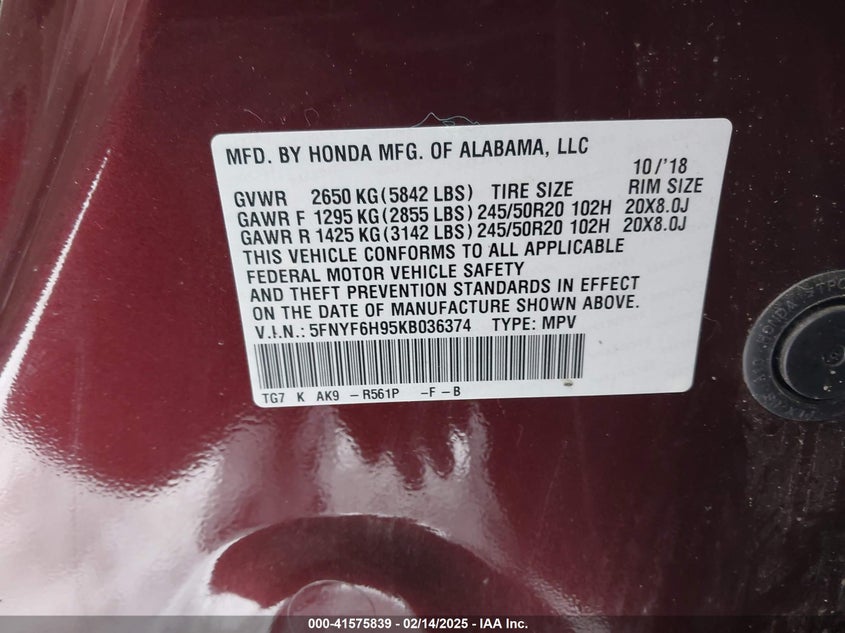 MFD. BY HONDA MFG. OF ALABAMA, LLC
10/'18
GVWR 2650 KG(5842 LBS) TIRE SIZE RIM SIZE
GAWR F 1295 KG(2855 LBS) 245/50R20 102H 20X8.0J
GAWR R 1425 KG(3142 LBS) 245/50R20 102H 20X8.0J
THIS VEHICLE CONFORMS TO ALL APPLICABLE
FEDERAL MOTOR VEHICLE SAFETY
AND THEFT PREVENTION STANDARDS IN EFFECT
ON THE DATE OF MANUFACTURE SHOWN ABOVE.
V.I.N.: 5FNYF6H95KB036374 TYPE: MPV
TG7 K AK9 -R561P -F-B
HONDA
000-41575839 - 02/14/2025 - IAA Inc.